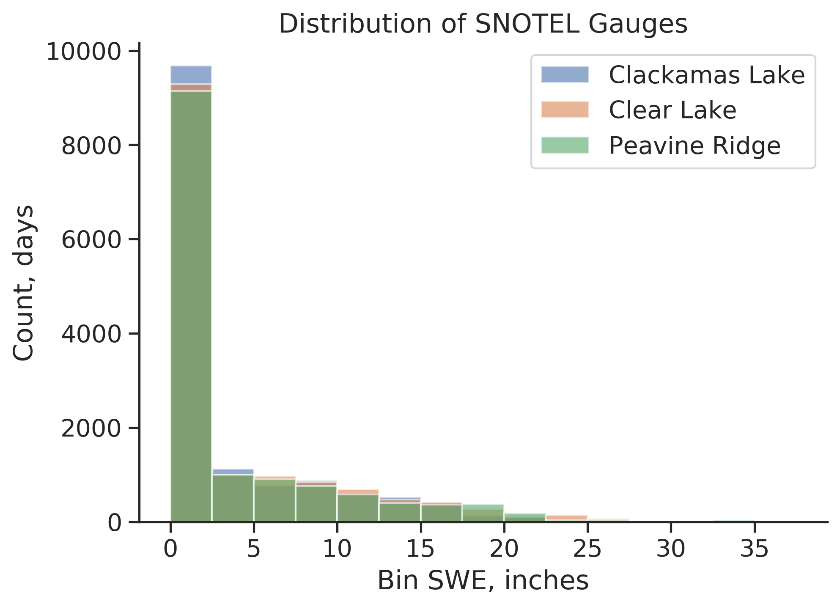 Distribution of SNOTEL Gauges
10000
8000
6000
4000
2000
0
Count, days
Clackamas Lake
Clear Lake
Peavine Ridge
0 5 10 15 20 25 30 35
Bin SWE, inches